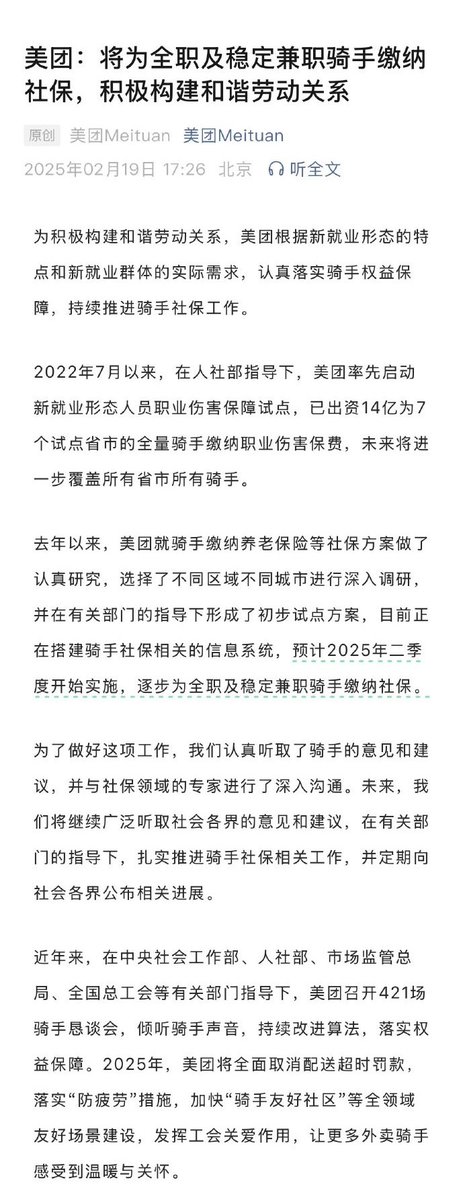 美团：将为全职及稳定兼职骑手缴纳
社保，积极构建和谐劳动关系
原创 美团Meituan 美团Meituan
2025年02月19日 17:26 北京 听全文
为积极构建和谐劳动关系，美团根据新就业形态的特
点和新就业群体的实际需求，认真落实骑手权益保
障，持续推进骑手社保工作。
2022年7月以来，在人社部指导下，美团率先启动
新就业形态人员职业伤害保障试点，已出资14亿为7
个试点省市的全量骑手缴纳职业伤害保费，未来将进
一步覆盖所有省市所有骑手。
去年以来，美团就骑手缴纳养老保险等社保方案做了
认真研究，选择了不同区域不同城市进行深入调研，
并在有关部门的指导下形成了初步试点方案，目前正
在搭建骑手社保相关的信息系统，预计2025年二季
度开始实施，逐步为全职及稳定兼职骑手缴纳社保。
为了做好这项工作，我们认真听取了骑手的意见和建
议，并与社保领域的专家进行了深入沟通。未来，我
们将继续广泛听取社会各界的意见和建议，在有关部
门的指导下，扎实推进骑手社保相关工作，并定期向
社会各界公布相关进展。
近年来，在中央社会工作部、人社部、市场监管总
局、全国总工会等有关部门指导下，美团召开421场
骑手恳谈会，倾听骑手声音，持续改进算法，落实权
益保障。2025年，美团将全面取消配送超时罚款，
落实“防疲劳”措施，加快“骑手友好社区”等全领域
友好场景建设，发挥工会关爱作用，让更多外卖骑手
感受到温暖与关怀。